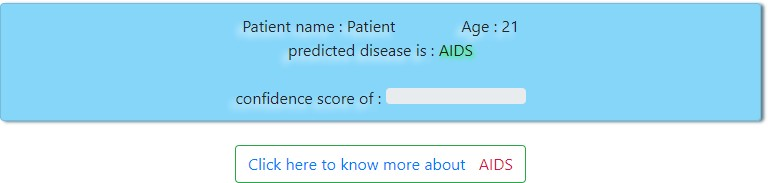 Patient name : Patient Age : 21
predicted disease is : AIDS
confidence score of :
Click here to know more about AIDS